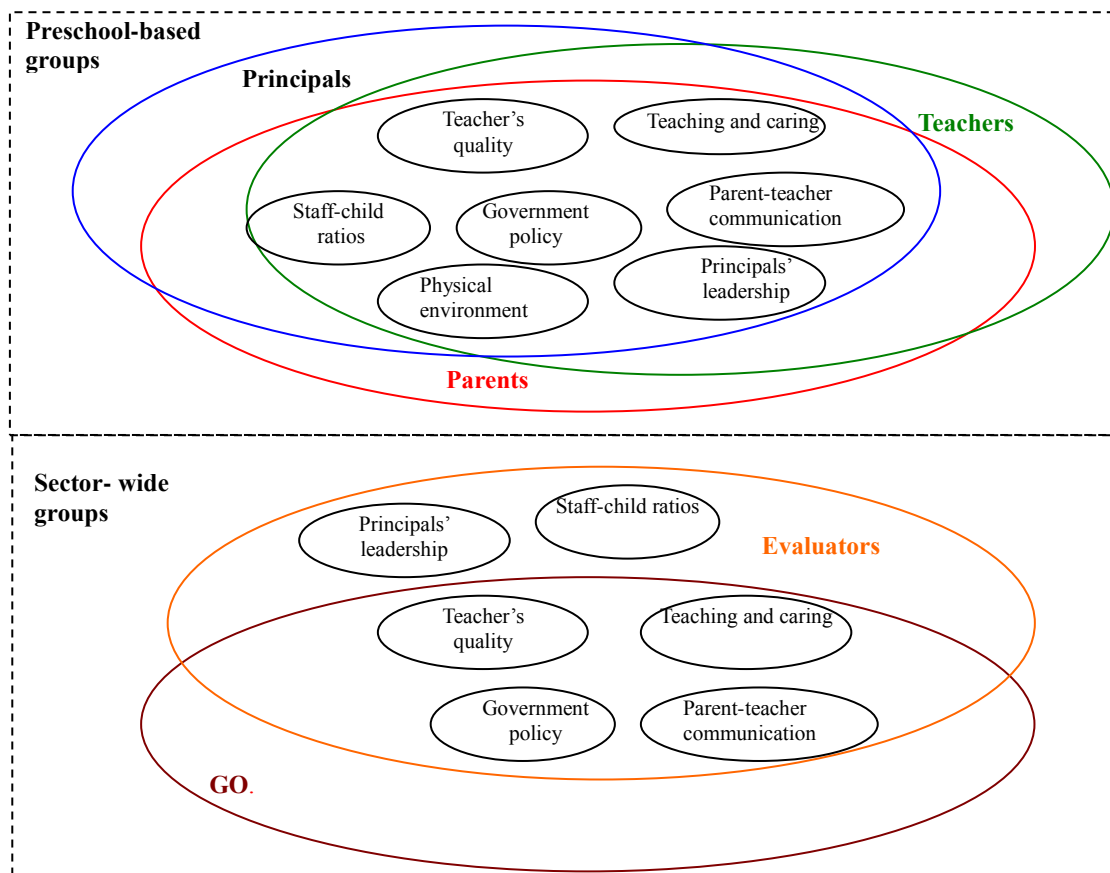 Preschool-based
groups
Principals
Teachers
Teacher's
quality
Teaching and caring
Staff-child
ratios
Government
policy
Parent-teacher
communication
Physical
environment
Principals'
leadership
Parents
Sector- wide
groups
Principals'
leadership
Staff-child ratios
Evaluators
Teacher's
quality
Teaching and caring
Government
policy
Parent-teacher
communication
GO.